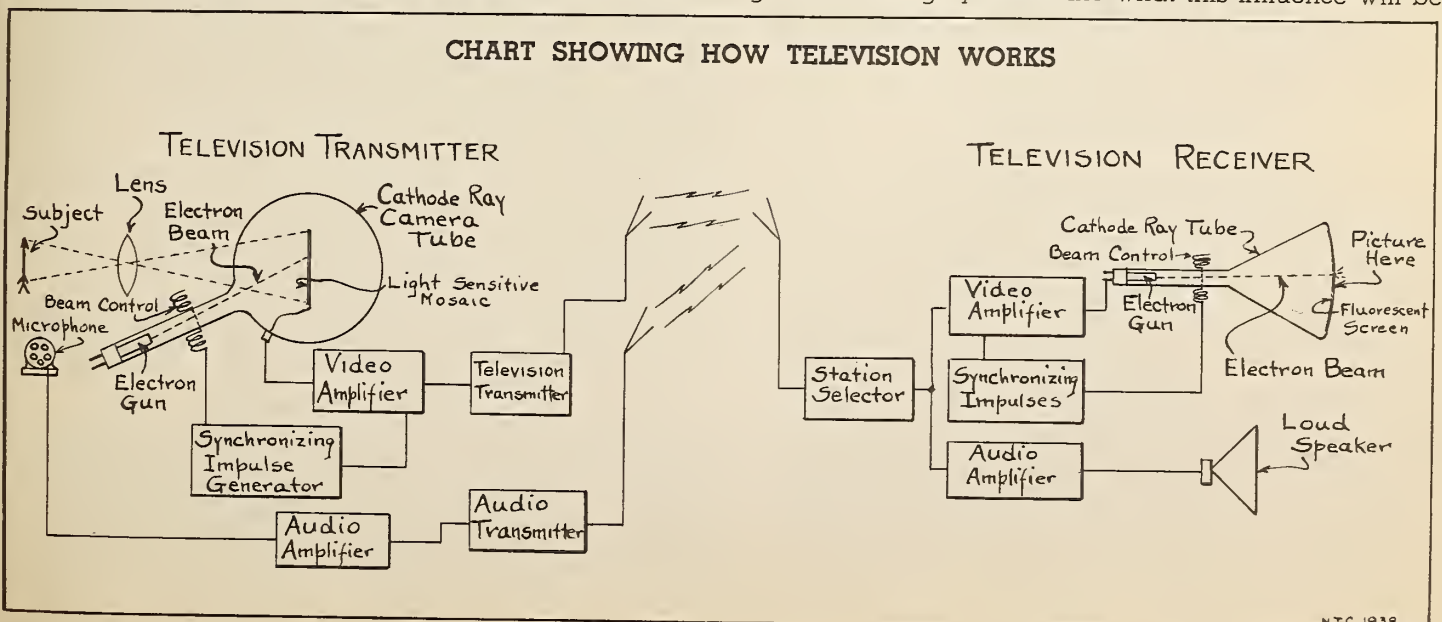 CHART SHOWING HOW TELEVISION WORKS
TELEVISION TRANSMITTER
Lens
Subject
Electron
Beam
Cathode Ray
Camera
Tube
Light Sensitive
Mosaic
Beam Control
Microphone
Electron
Gun
Video
Amplifier
Television
Transmitter
Synchronizing
Impulse
Generator
Audio
Amplifier
Audio
Transmitter
TELEVISION RECEIVER
Cathode Ray Tube
Beam Control
Picture
Here
Video
Amplifier
Electron
Gun
Fluorescent
Screen
Electron Beam
Station
Selector
Synchronizing
Impulses
Audio
Amplifier
Loud
Speaker